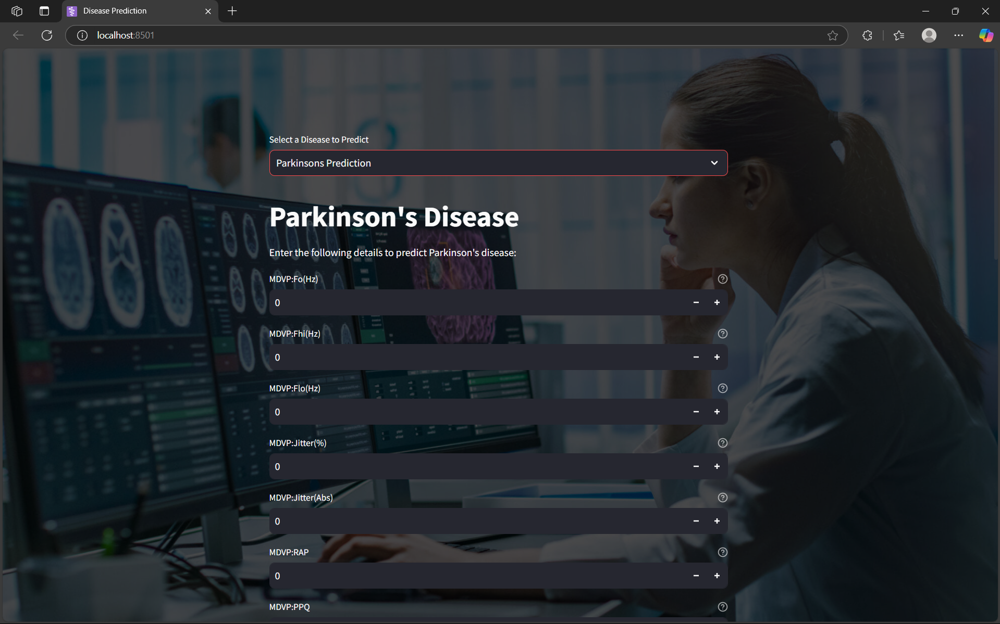 Disease Prediction
localhost:8501
Select a Disease to Predict
Parkinsons Prediction
Parkinson's Disease
Enter the following details to predict Parkinson's disease:
MDVP:Fo(Hz)
0
MDVP:Fhi(Hz)
0
MDVP:Flo(Hz)
0
MDVP:Jitter(%)
0
MDVP:Jitter(Abs)
0
MDVP:RAP
0
MDVP:PPQ